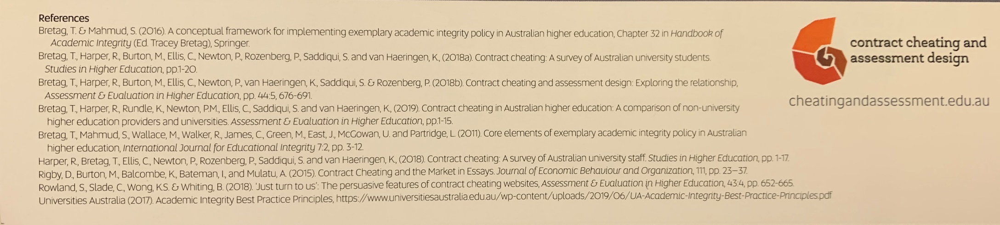 References
Bretag, T. & Mahmud, S. (2016). A conceptual framework for implementing exemplary academic integrity policy in Australian higher education, Chapter 32 in Handbook of
Academic Integrity (Ed. Tracey Bretag), Springer.
Bretag, T., Harper, R., Burton, M., Ellis, C., Newton, P., Rozenberg, P., Saddiqui, S. and van Haeringen, K., (2018a). Contract cheating: A survey of Australian university students.
Studies in Higher Education, pp.1-20.
Bretag, T., Harper, R., Burton, M., Ellis, C., Newton, P., van Haeringen, K., Saddiqui, S. & Rozenberg, P. (2018b). Contract cheating and assessment design: Exploring the relationship,
Assessment & Evaluation in Higher Education, pp. 44:5, 676-691.
Bretag, T., Harper, R., Rundle, K., Newton, P.M., Ellis, C., Saddiqui, S. and van Haeringen, K., (2019). Contract cheating in Australian higher education: A comparison of non-university
higher education providers and universities. Assessment & Evaluation in Higher Education, pp.1-15.
Bretag, T., Mahmud, S., Wallace, M., Walker, R., James, C., Green, M., East, J., McGowan, U. and Partridge, L. (2011). Core elements of exemplary academic integrity policy in Australian
higher education, International Journal for Educational Integrity 7:2, pp. 3-12.
Harper, R., Bretag, T., Ellis, C., Newton, P., Rozenberg, P., Saddiqui, S. and van Haeringen, K., (2018). Contract cheating: A survey of Australian university staff. Studies in Higher Education, pp. 1-17.
Rigby, D., Burton, M., Balcombe, K., Bateman, I., and Mulatu, A. (2015). Contract Cheating and the Market in Essays. Journal of Economic Behaviour and Organization, 111, pp. 23–37.
Rowland, S., Slade, C., Wong, K.S. & Whiting, B. (2018). 'Just turn to us': The persuasive features of contract cheating websites, Assessment & Evaluation in Higher Education, 43:4, pp. 652-665.
Universities Australia (2017). Academic Integrity Best Practice Principles, https://www.universitiesaustralia.edu.au/wp-content/uploads/2019/06/UA-Academic-Integrity-Best-Practice-Principles.pdf
contract cheating and
assessment design
cheatingandassessment.edu.au